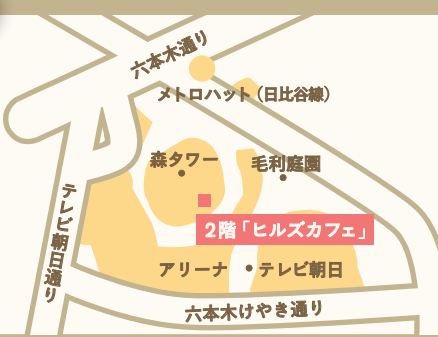 六本木通り
メトロハット（日比谷線）
森タワー
毛利庭園
テレビ朝日通り
2階「ヒルズカフェ」
アリーナ
テレビ朝日
六本木けやき通り